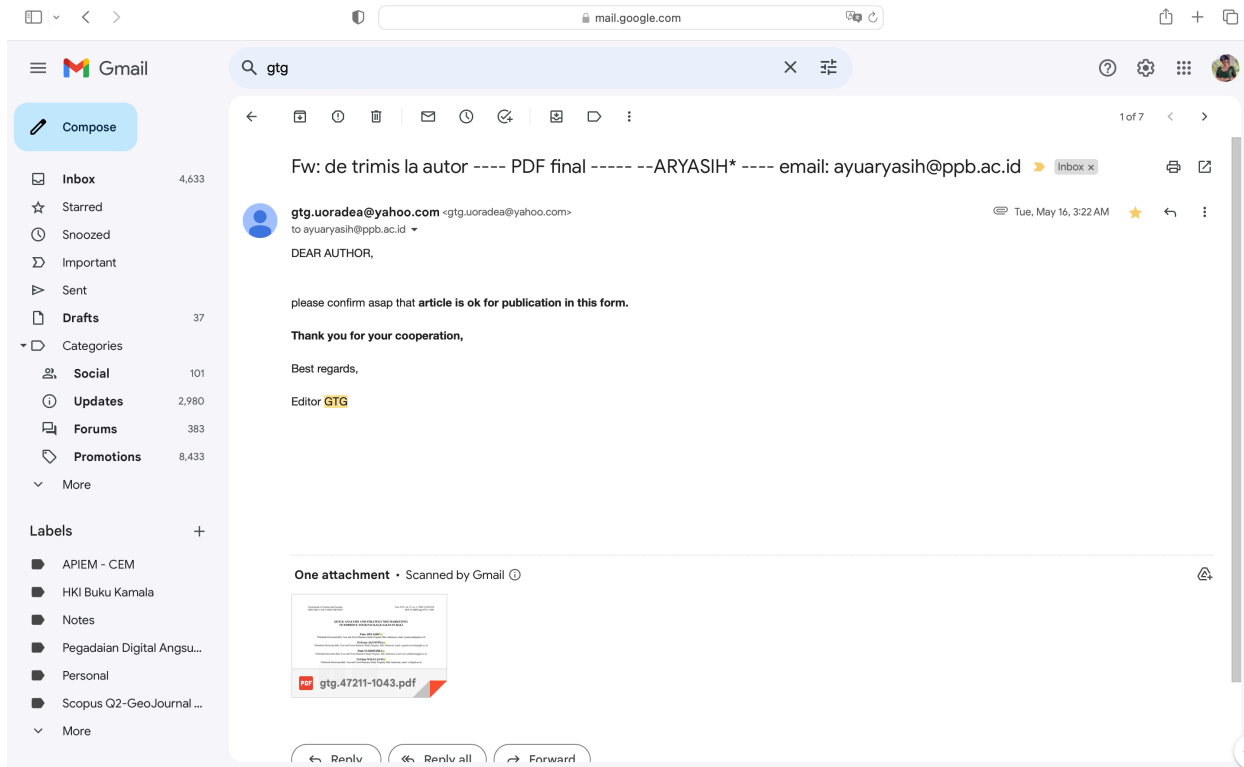 mail.google.com
Gmail
gtg
Compose
1 of 7
Fw: de trimis la autor ---- PDF final ----- --ARYASIH* ---- email: ayuaryasih@ppb.ac.id
Inbox x
Inbox 4,633
Starred
Snoozed
Important
Sent
Drafts 37
Categories
Social 101
Updates 2,980
Forums 383
Promotions 8,433
More
Labels
APIEM - CEM
HKI Buku Kamala
Notes
Pegadaian Digital Angsu...
Personal
Scopus Q2-GeoJournal ...
More
gtg.uoradea@yahoo.com <gtg.uoradea@yahoo.com>
Tue, May 16, 3:22 AM
to ayuaryasih@ppb.ac.id
DEAR AUTHOR,
please confirm asap that article is ok for publication in this form.
Thank you for your cooperation,
Best regards,
Editor GTG
One attachment • Scanned by Gmail
PDF gtg.47211-1043.pdf
Reply
Reply all
Forward